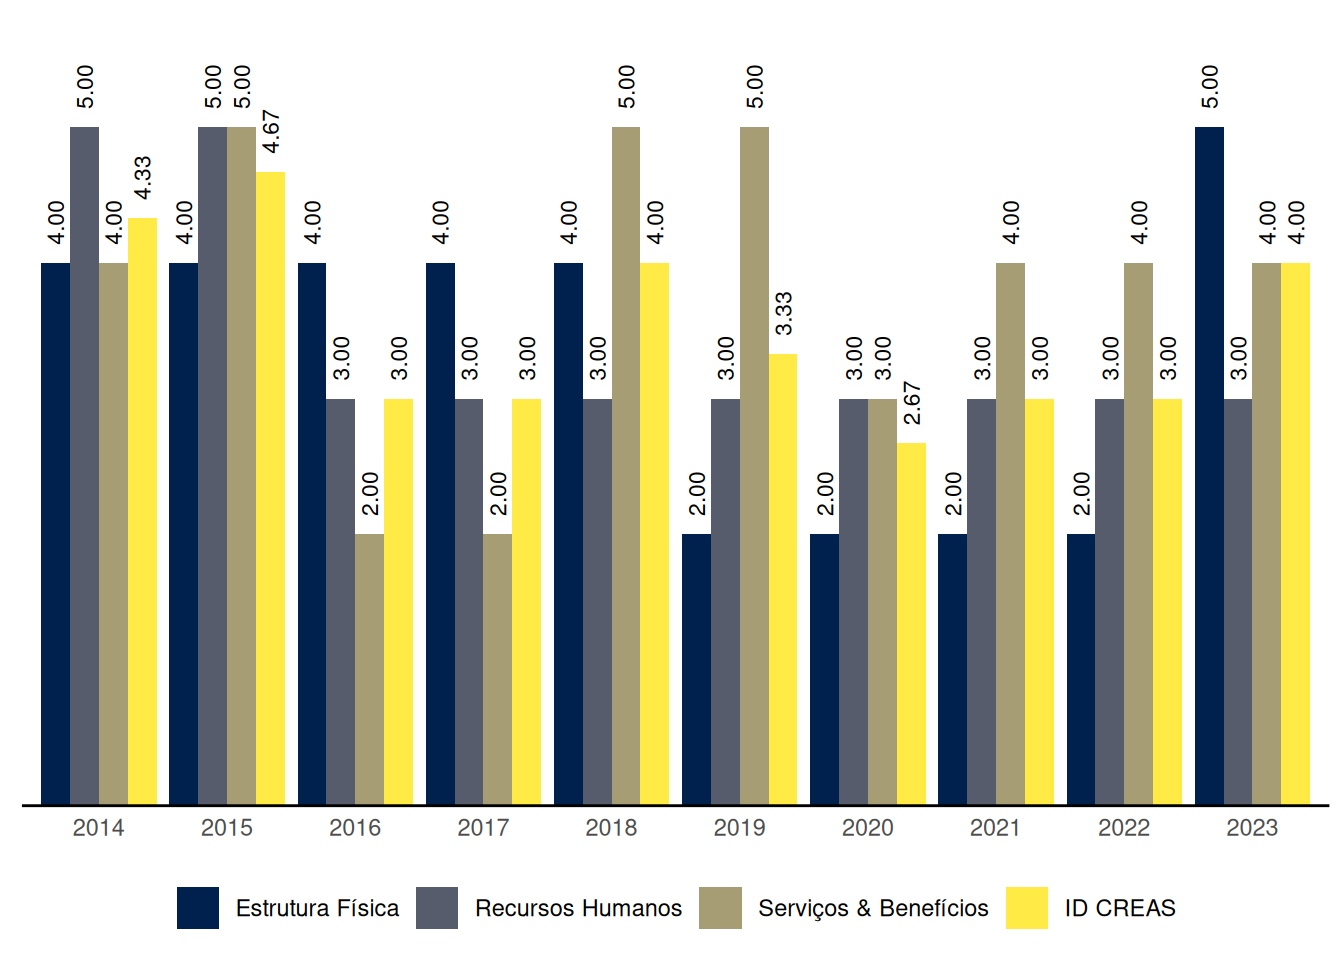 4.00 5.00 4.00 4.33
4.00 5.00 5.00 4.67
4.00 3.00 2.00 3.00
4.00 3.00 2.00 3.00
4.00 3.00 5.00 4.00
2.00 3.00 5.00 3.33
2.00 3.00 3.00 2.67
2.00 3.00 4.00 3.00
2.00 3.00 4.00 3.00
5.00 3.00 4.00 4.00
2014 2015 2016 2017 2018 2019 2020 2021 2022 2023
Estrutura Física Recursos Humanos Serviços & Benefícios ID CREAS